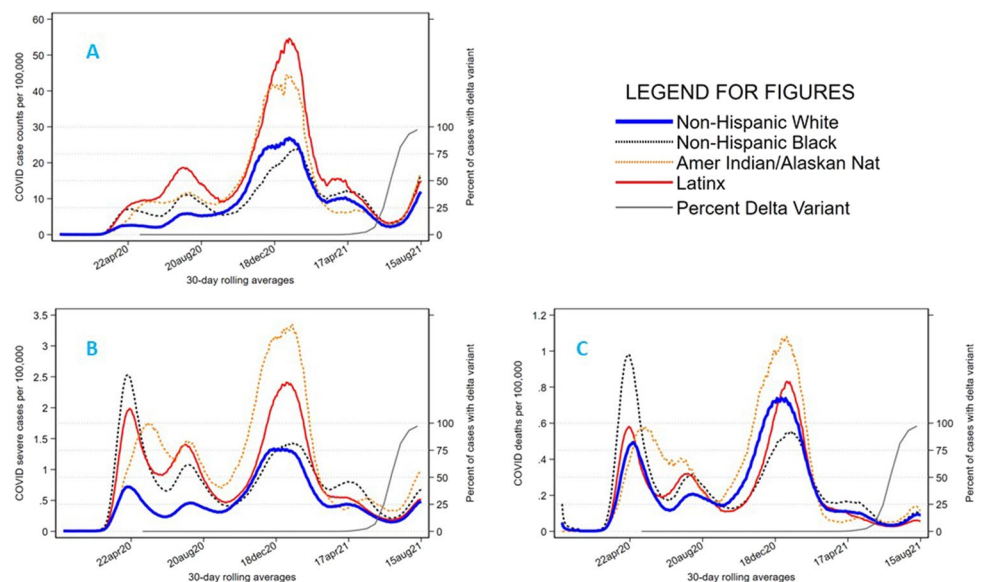 A
COVID case counts per 100,000
60
50
40
30
20
10
0
100
75
50
25
0
Percent of cases with delta variant
22apr20
20aug20
18dec20
17apr21
15aug21
30-day rolling averages
LEGEND FOR FIGURES
Non-Hispanic White
Non-Hispanic Black
Amer Indian/Alaskan Nat
Latinx
Percent Delta Variant
B
COVID severe cases per 100,000
3.5
3
2.5
2
1.5
1
.5
0
100
75
50
25
0
Percent of cases with delta variant
22apr20
20aug20
18dec20
17apr21
15aug21
30-day rolling averages
C
COVID deaths per 100,000
1.2
1
.8
.6
.4
.2
0
100
75
50
25
0
Percent of cases with delta variant
22apr20
20aug20
18dec20
17apr21
15aug21
30-day rolling averages